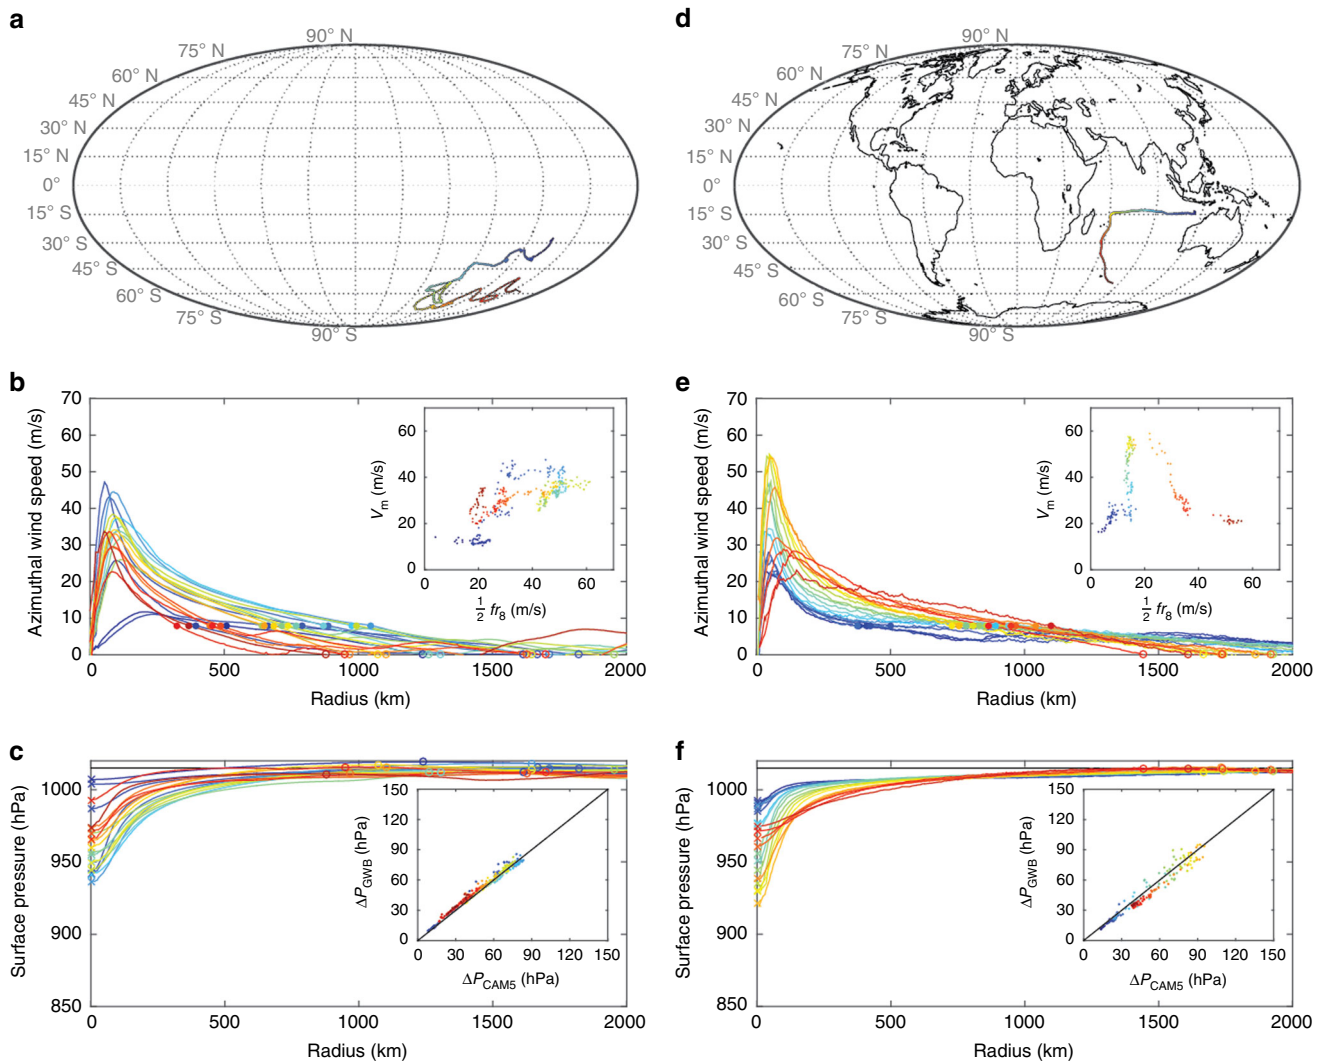 a
90° N
75° N
60° N
45° N
30° N
15° N
0°
15° S
30° S
45° S
60° S
75° S
90° S
d
90° N
75° N
60° N
45° N
30° N
15° N
0°
15° S
30° S
45° S
60° S
75° S
90° S
b
Azimuthal wind speed (m/s)
70
60
50
40
30
20
10
0
0 500 1000 1500 2000
Radius (km)
V_m (m/s)
60
40
20
0
0 20 40 60
1/2 fr_8 (m/s)
e
Azimuthal wind speed (m/s)
70
60
50
40
30
20
10
0
0 500 1000 1500 2000
Radius (km)
V_m (m/s)
60
40
20
0
0 20 40 60
1/2 fr_8 (m/s)
c
Surface pressure (hPa)
1000
950
900
850
0 500 1000 1500 2000
Radius (km)
ΔP_GWB (hPa)
150
120
90
60
30
0
0 30 60 90 120 150
ΔP_CAM5 (hPa)
f
Surface pressure (hPa)
1000
950
900
850
0 500 1000 1500 2000
Radius (km)
ΔP_GWB (hPa)
150
120
90
60
30
0
0 30 60 90 120 150
ΔP_CAM5 (hPa)